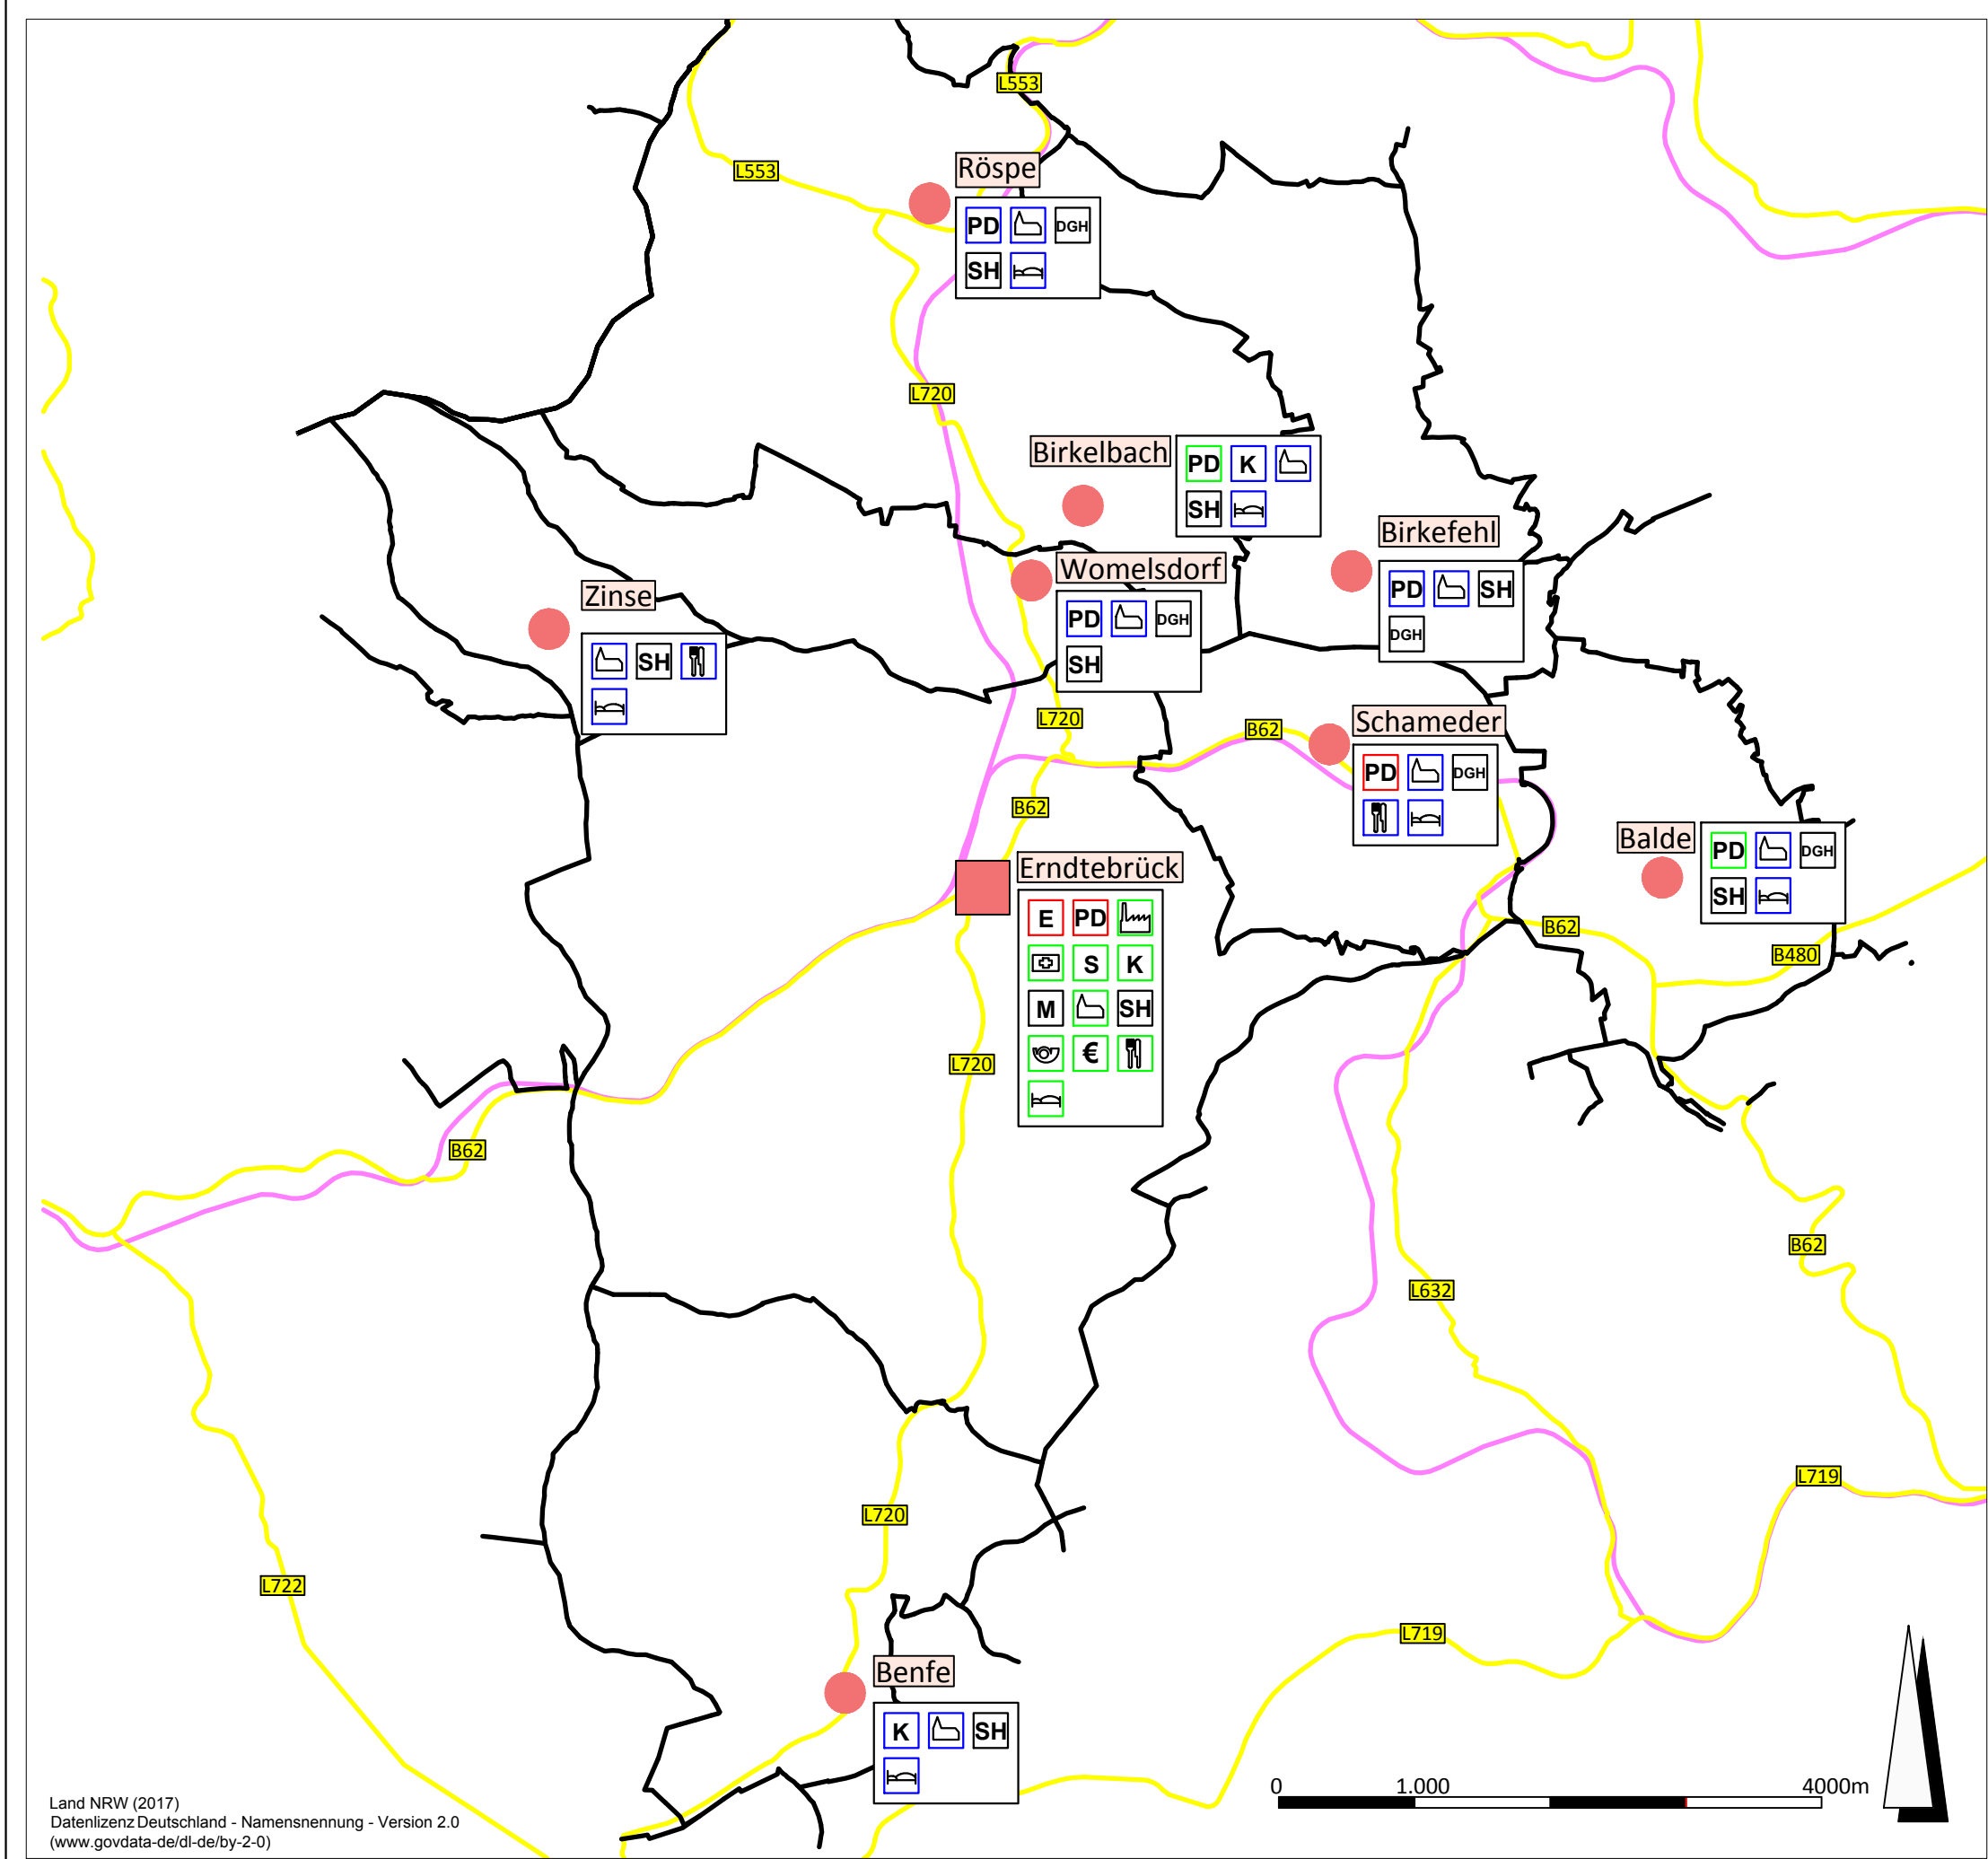 L553
L553
Röspe
PD DGH
SH
L720
Birkelbach
PD K
SH
Birkefehl
PD SH
DGH
Womelsdorf
PD DGH
SH
Zinse
SH
L720
B62
Schameder
PD DGH
B62
Balde
PD DGH
SH
Erndtebrück
E PD
S K
M SH
€
B62
B480
L720
B62
B62
L632
L719
L720
L722
L719
Benfe
K SH
0 1.000 4000m
Land NRW (2017)
Datenlizenz Deutschland - Namensnennung - Version 2.0
(www.govdata-de/dl-de/by-2-0)